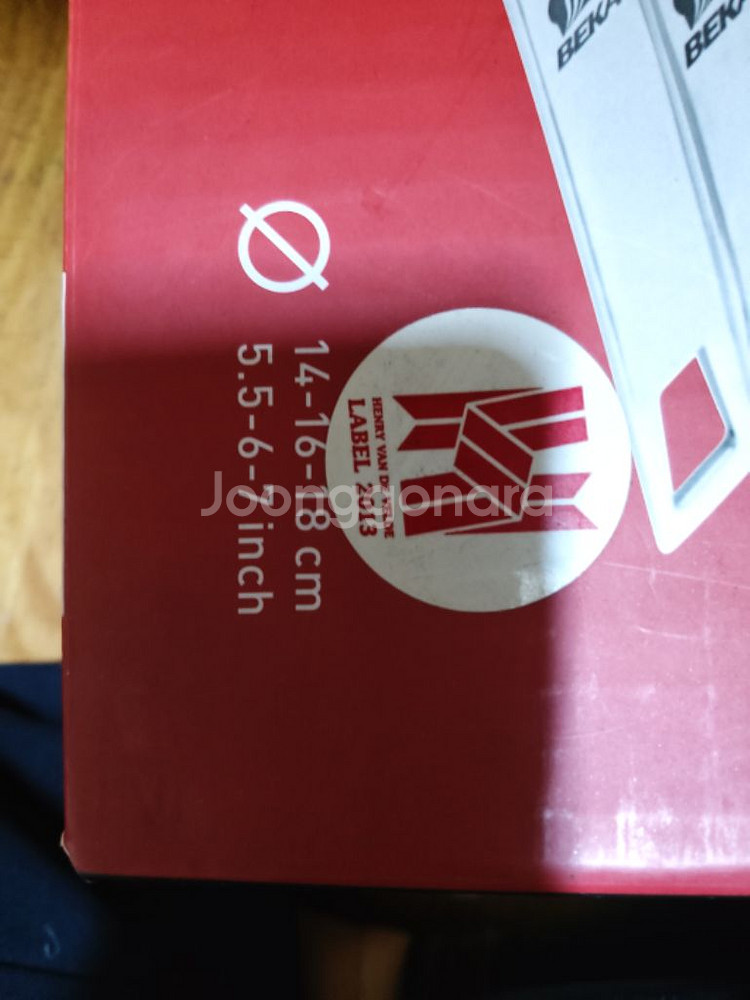 BEKA
BEKA
Ø
14-16-18 cm
5.5-6-7 inch
HENRY VAN DE VELDE
LABEL 2013
Joongonara